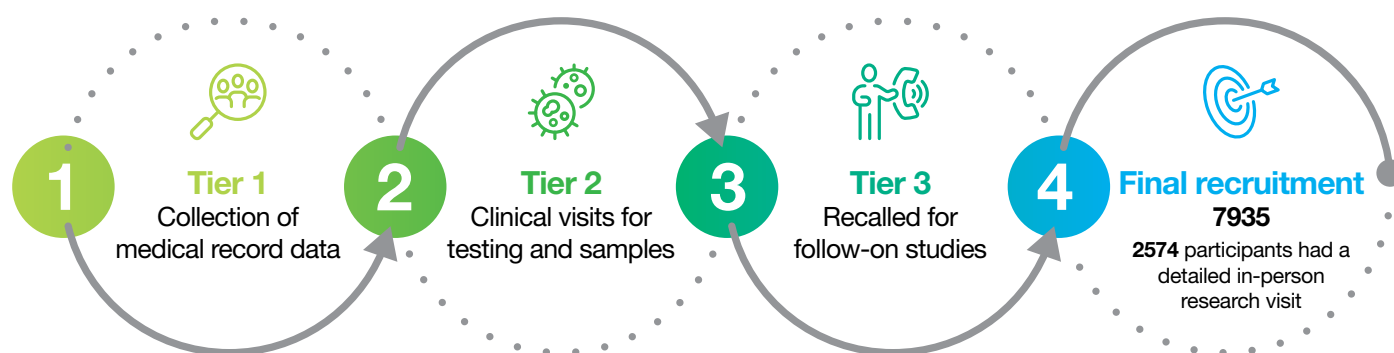 1
Tier 1
Collection of
medical record data
2
Tier 2
Clinical visits for
testing and samples
3
Tier 3
Recalled for
follow-on studies
4
Final recruitment
7935
2574 participants had a
detailed in-person
research visit